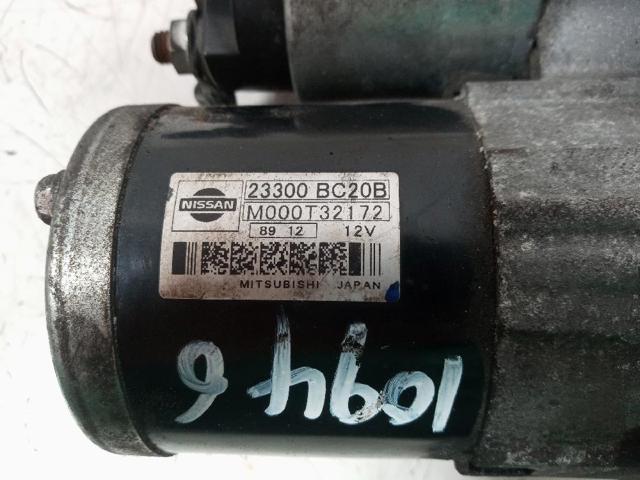 NISSAN
23300 BC20B
M000T32172
89 12 12V
MITSUBISHI JAPAN
1094 6